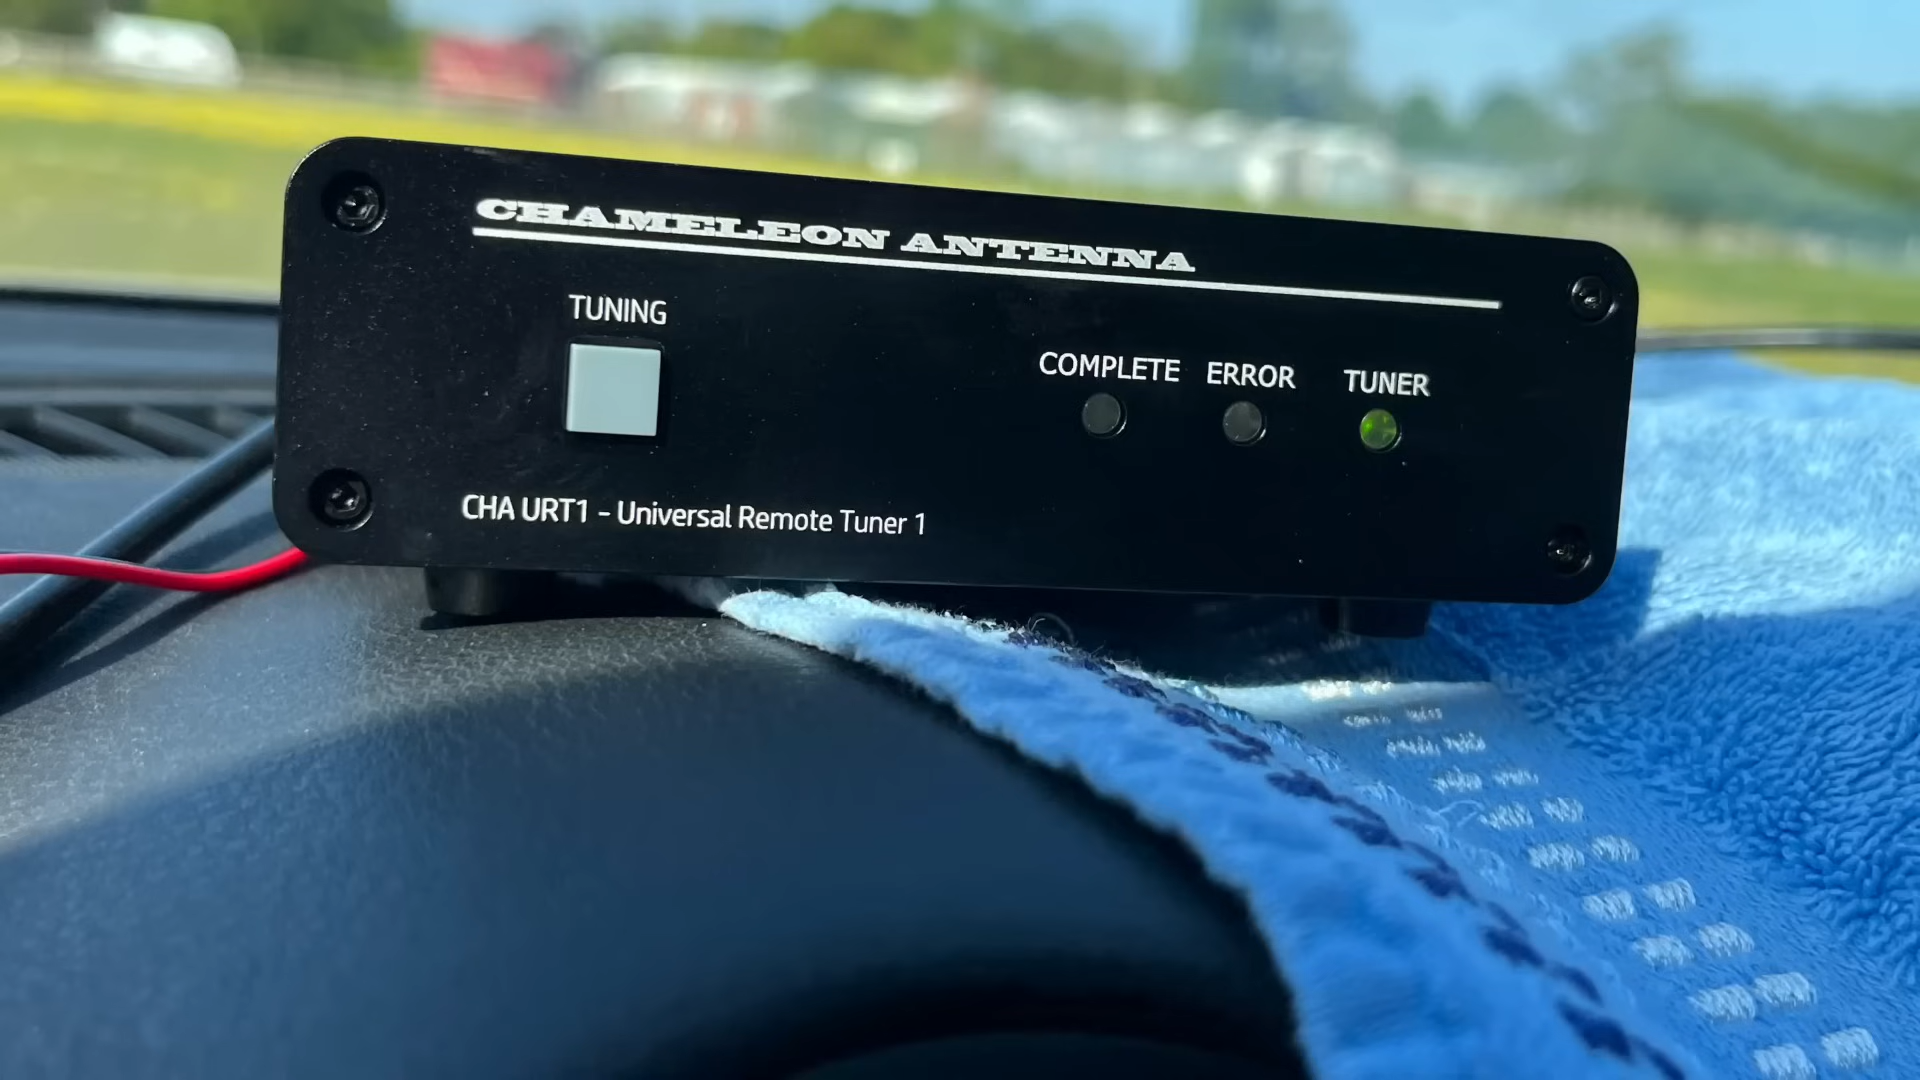 CHAMELEON ANTENNA
TUNING
COMPLETE ERROR TUNER
CHA URT1 - Universal Remote Tuner 1